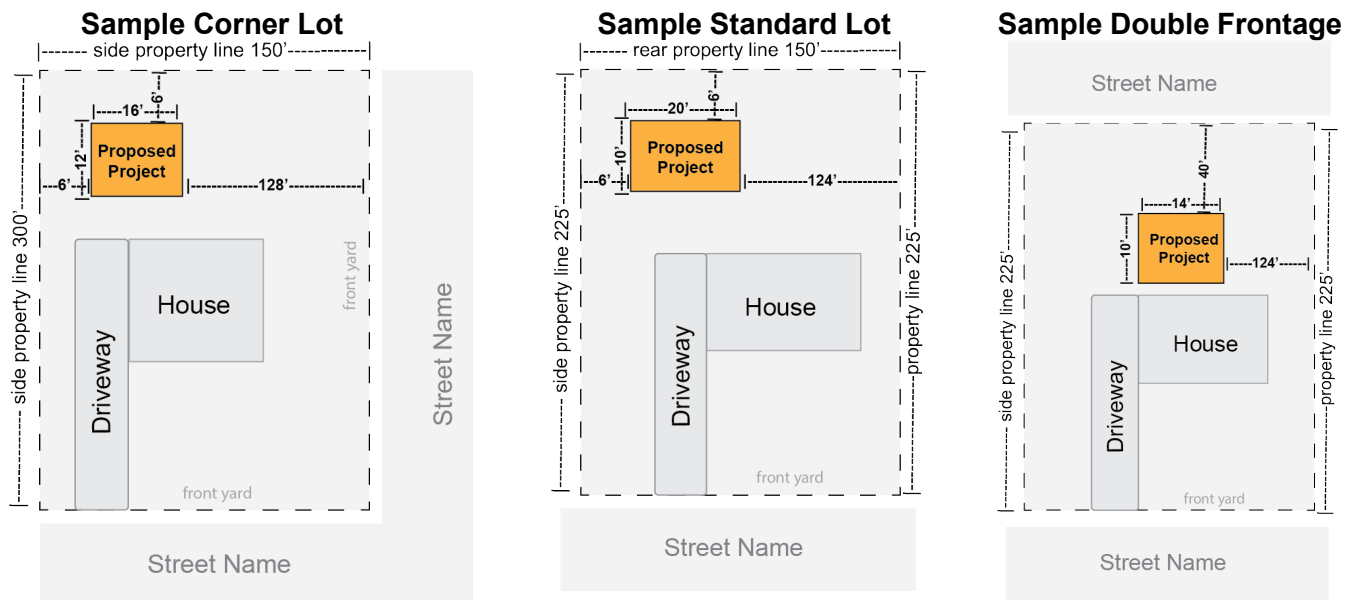 Sample Corner Lot
side property line 150’
6’
16’
12’
Proposed
Project
6’
128’
side property line 300’
front yard
House
Driveway
Street Name
front yard
Street Name
Sample Standard Lot
rear property line 150’
6’
20’
10’
Proposed
Project
6’
124’
side property line 225’
property line 225’
House
Driveway
front yard
Street Name
Sample Double Frontage
Street Name
40’
14’
10’
Proposed
Project
124’
side property line 225’
property line 225’
House
Driveway
front yard
Street Name